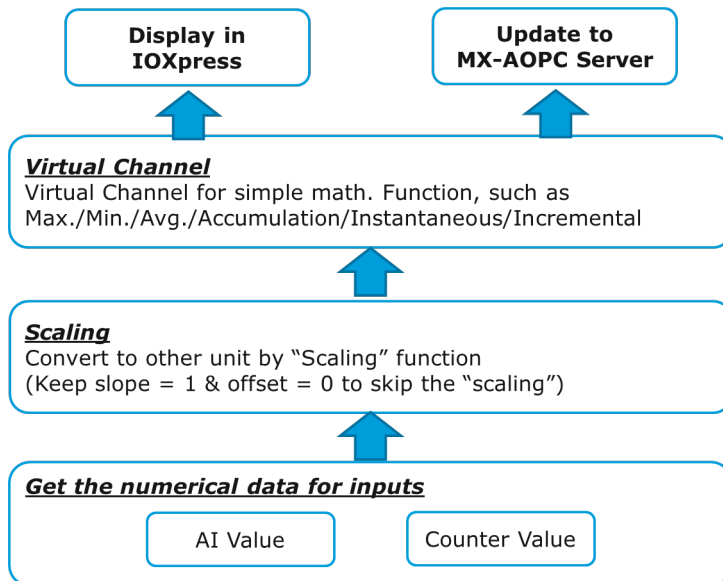 Display in
IOXpress
Update to
MX-AOPC Server
Virtual Channel
Virtual Channel for simple math. Function, such as
Max./Min./Avg./Accumulation/Instantaneous/Incremental
Scaling
Convert to other unit by “Scaling” function
(Keep slope = 1 & offset = 0 to skip the “scaling”)
Get the numerical data for inputs
AI Value
Counter Value